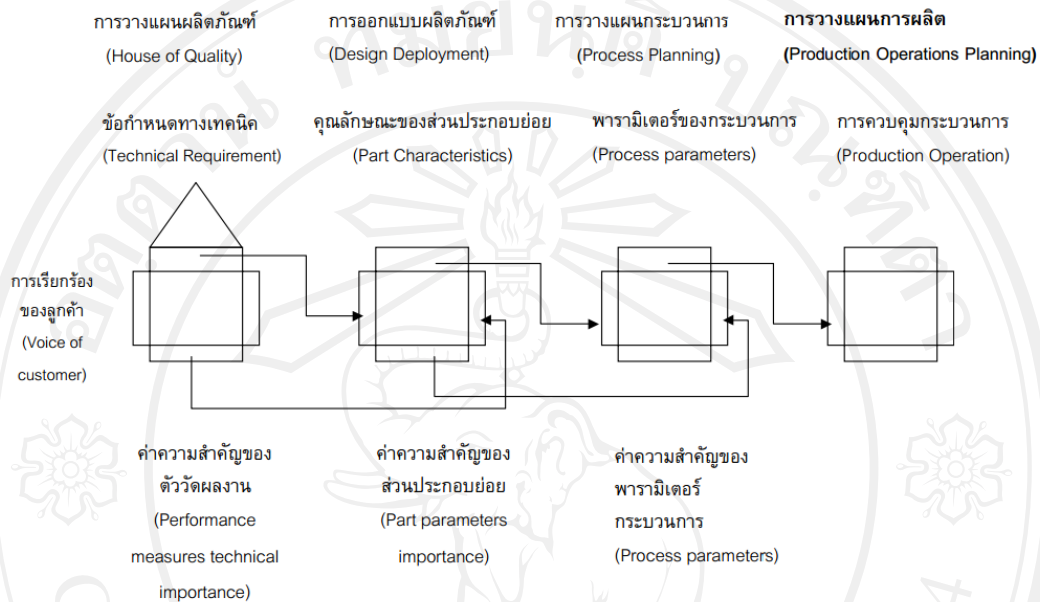 การวางแผนผลิตภัณฑ์
(House of Quality)
การออกแบบผลิตภัณฑ์
(Design Deployment)
การวางแผนกระบวนการ
(Process Planning)
การวางแผนการผลิต
(Production Operations Planning)
ข้อกำหนดทางเทคนิค
(Technical Requirement)
คุณลักษณะของส่วนประกอบย่อย
(Part Characteristics)
พารามิเตอร์ของกระบวนการ
(Process parameters)
การควบคุมกระบวนการ
(Production Operation)
การเรียกร้อง
ของลูกค้า
(Voice of
customer)
ค่าความสำคัญของ
ตัววัดผลงาน
(Performance
measures technical
importance)
ค่าความสำคัญของ
ส่วนประกอบย่อย
(Part parameters
importance)
ค่าความสำคัญของ
พารามิเตอร์
กระบวนการ
(Process parameters)